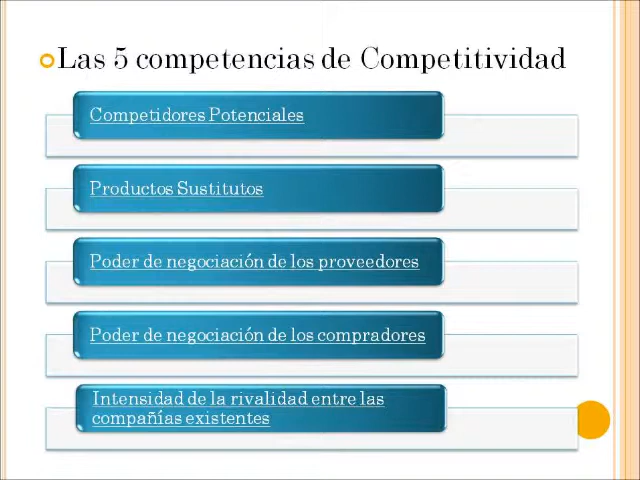 Las 5 competencias de Competitividad
Competidores Potenciales
Productos Sustitutos
Poder de negociación de los proveedores
Poder de negociación de los compradores
Intensidad de la rivalidad entre las
compañías existentes